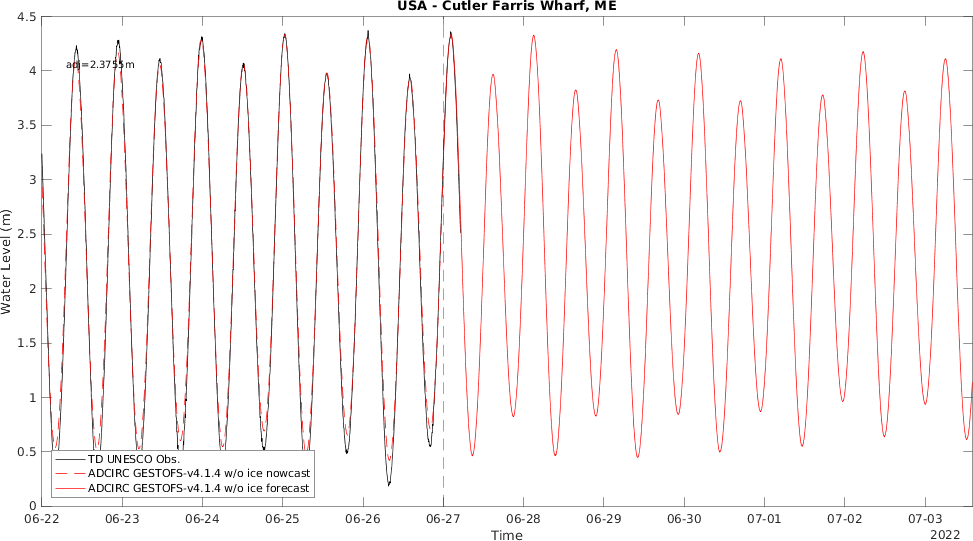 USA - Cutler Farris Wharf, ME
4.5
adj=2.3755m
4
3.5
3
2.5
2
1.5
1
0.5
0
Water Level (m)
TD UNESCO Obs.
ADCIRC GESTOFS-v4.1.4 w/o ice nowcast
ADCIRC GESTOFS-v4.1.4 w/o ice forecast
06-22 06-23 06-24 06-25 06-26 06-27 06-28 06-29 06-30 07-01 07-02 07-03
2022
Time